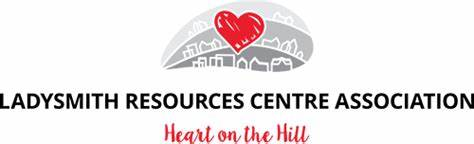 LADYSMITH RESOURCES CENTRE ASSOCIATION
Heart on the Hill